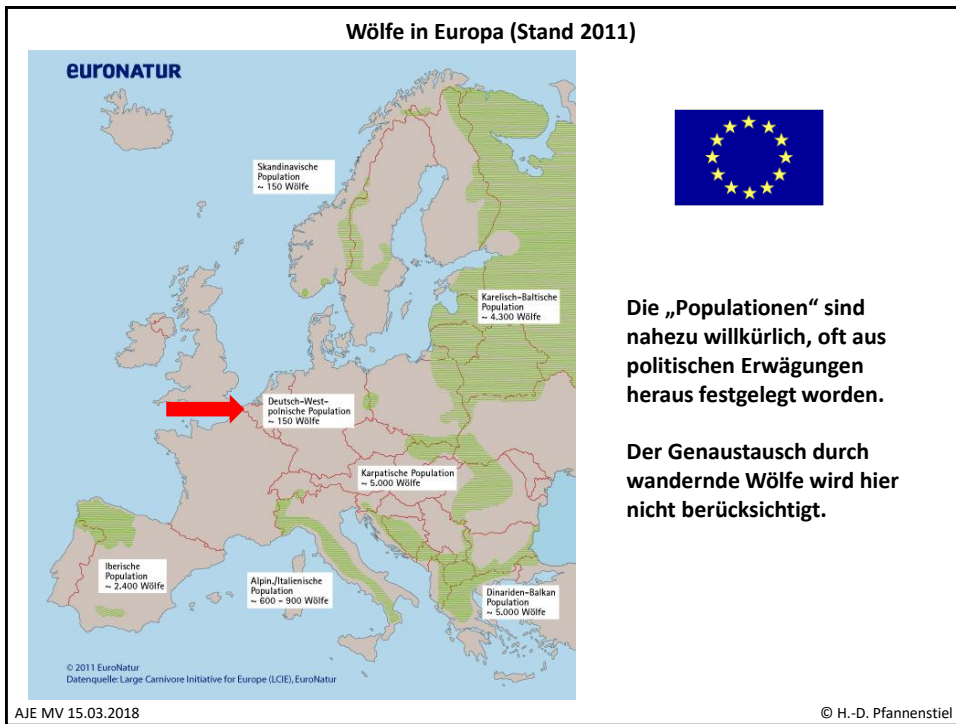 Wölfe in Europa (Stand 2011)
euroNATUR
Skandinavische
Population
~ 150 Wölfe
Karelisch-Baltische
Population
~ 4.300 Wölfe
Die „Populationen“ sind
nahezu willkürlich, oft aus
politischen Erwägungen
heraus festgelegt worden.
Deutsch-West-
polnische Population
~ 150 Wölfe
Der Genaustausch durch
wandernde Wölfe wird hier
nicht berücksichtigt.
Karpatische Population
~ 5.000 Wölfe
Iberische
Population
~ 2.400 Wölfe
Alpin./Italienische
Population
~ 600 - 900 Wölfe
Dinariden-Balkan
Population
~ 5.000 Wölfe
© 2011 EuroNatur
Datenquelle: Large Carnivore Initiative for Europe (LCIE), EuroNatur
AJE MV 15.03.2018
© H.-D. Pfannenstiel